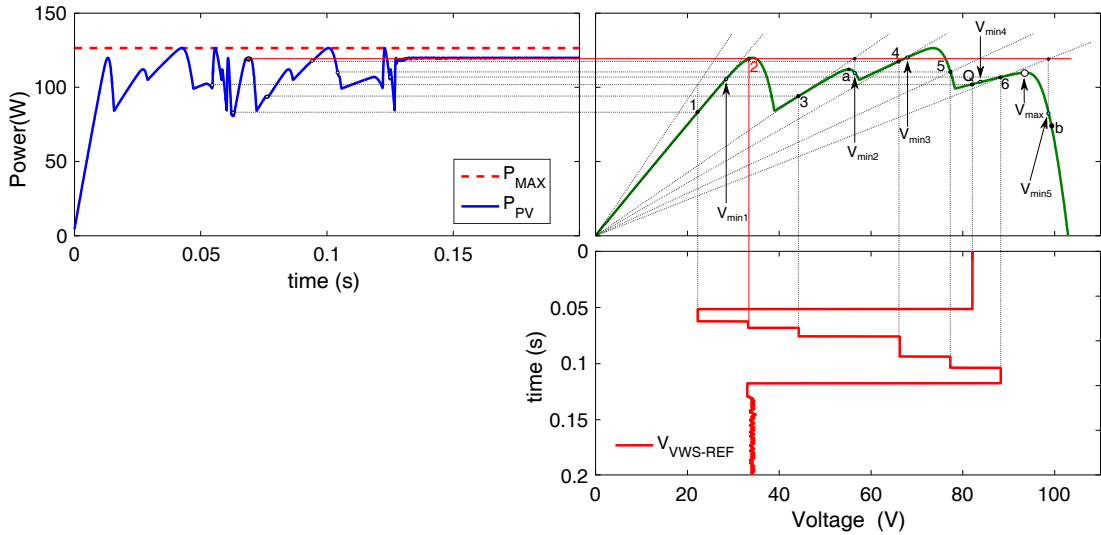 Power(W)
150
100
50
0
P_MAX
P_PV
0
0.05
0.1
0.15
time (s)
1
2
3
4
5
6
a
b
Q
V_min1
V_min2
V_min3
V_min4
V_max
V_min5
time (s)
0
0.05
0.1
0.15
0.2
V_VWS-REF
0
20
40
60
80
100
Voltage (V)